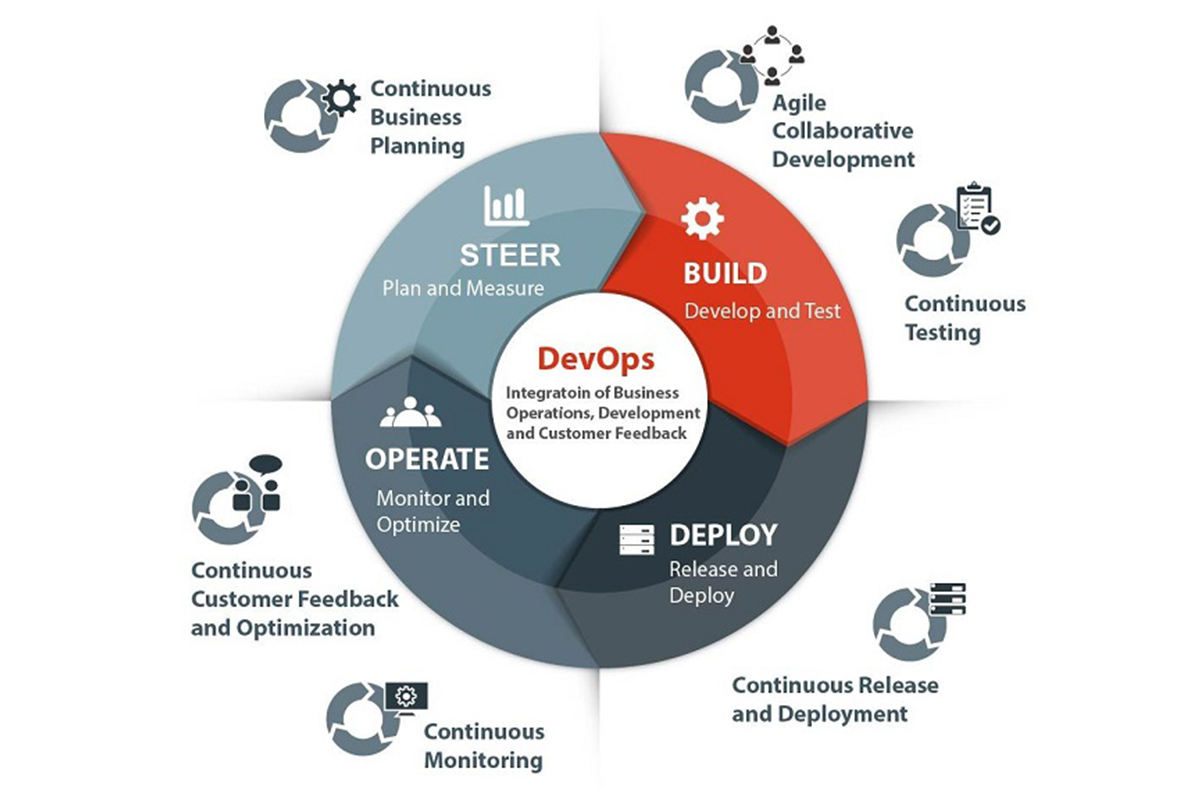 Continuous
Business
Planning
Agile
Collaborative
Development
STEER
Plan and Measure
BUILD
Develop and Test
Continuous
Testing
DevOps
Integratoin of Business
Operations, Development
and Customer Feedback
OPERATE
Monitor and
Optimize
DEPLOY
Release and
Deploy
Continuous
Customer Feedback
and Optimization
Continuous Release
and Deployment
Continuous
Monitoring